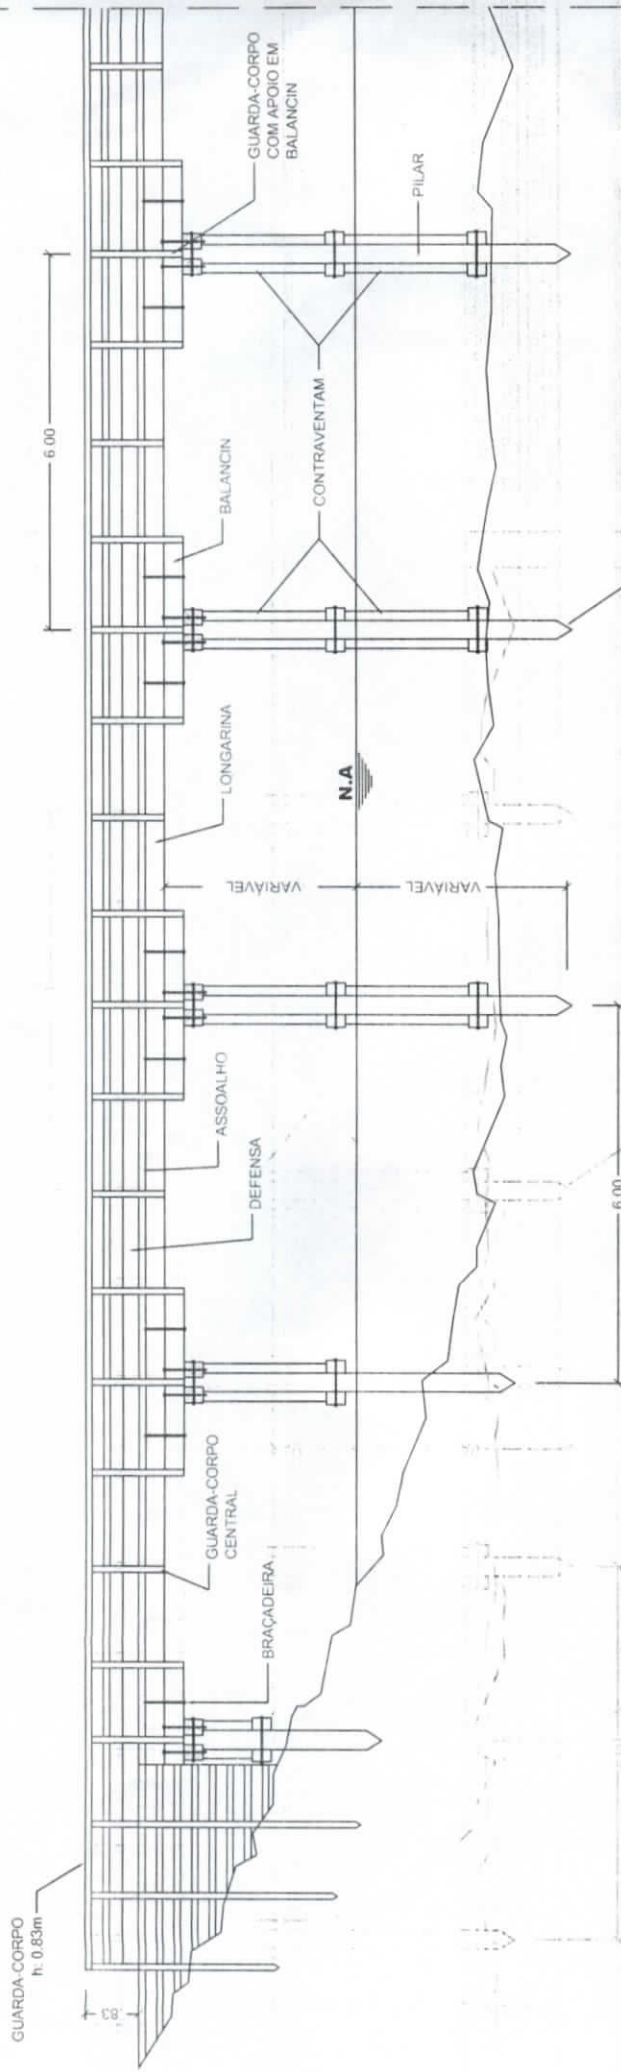 GUARDA-CORPO
h: 0.83m
.83
BRAÇADEIRA
GUARDA-CORPO
CENTRAL
DEFENSA
ASSOALHO
6.00
VARIÁVEL
VARIÁVEL
LONGARINA
N.A
BALANCIN
CONTRAVENTAM
6.00
PILAR
GUARDA-CORPO
COM APOIO EM
BALANCIN